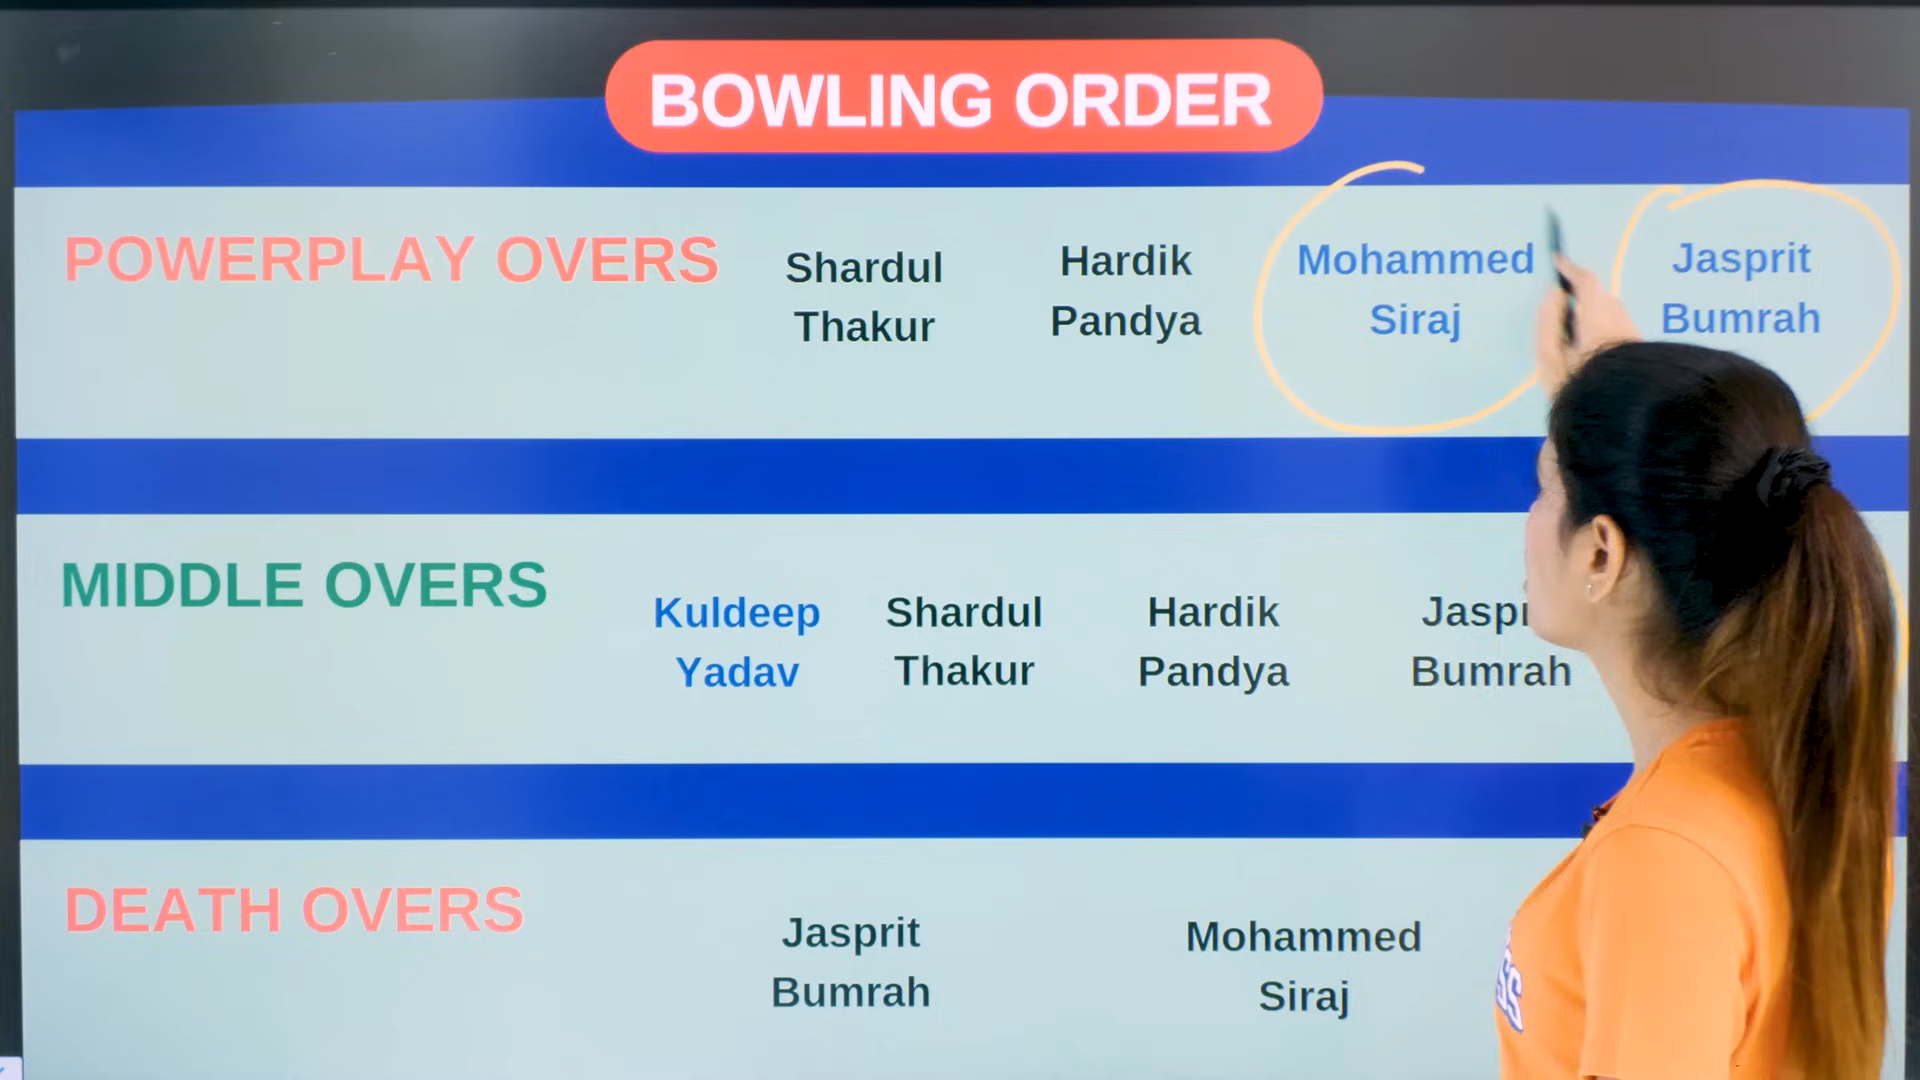 BOWLING ORDER
POWERPLAY OVERS
Shardul
Thakur
Hardik
Pandya
Mohammed
Siraj
Jasprit
Bumrah
MIDDLE OVERS
Kuldeep
Yadav
Shardul
Thakur
Hardik
Pandya
Jaspr
Bumrah
DEATH OVERS
Jasprit
Bumrah
Mohammed
Siraj